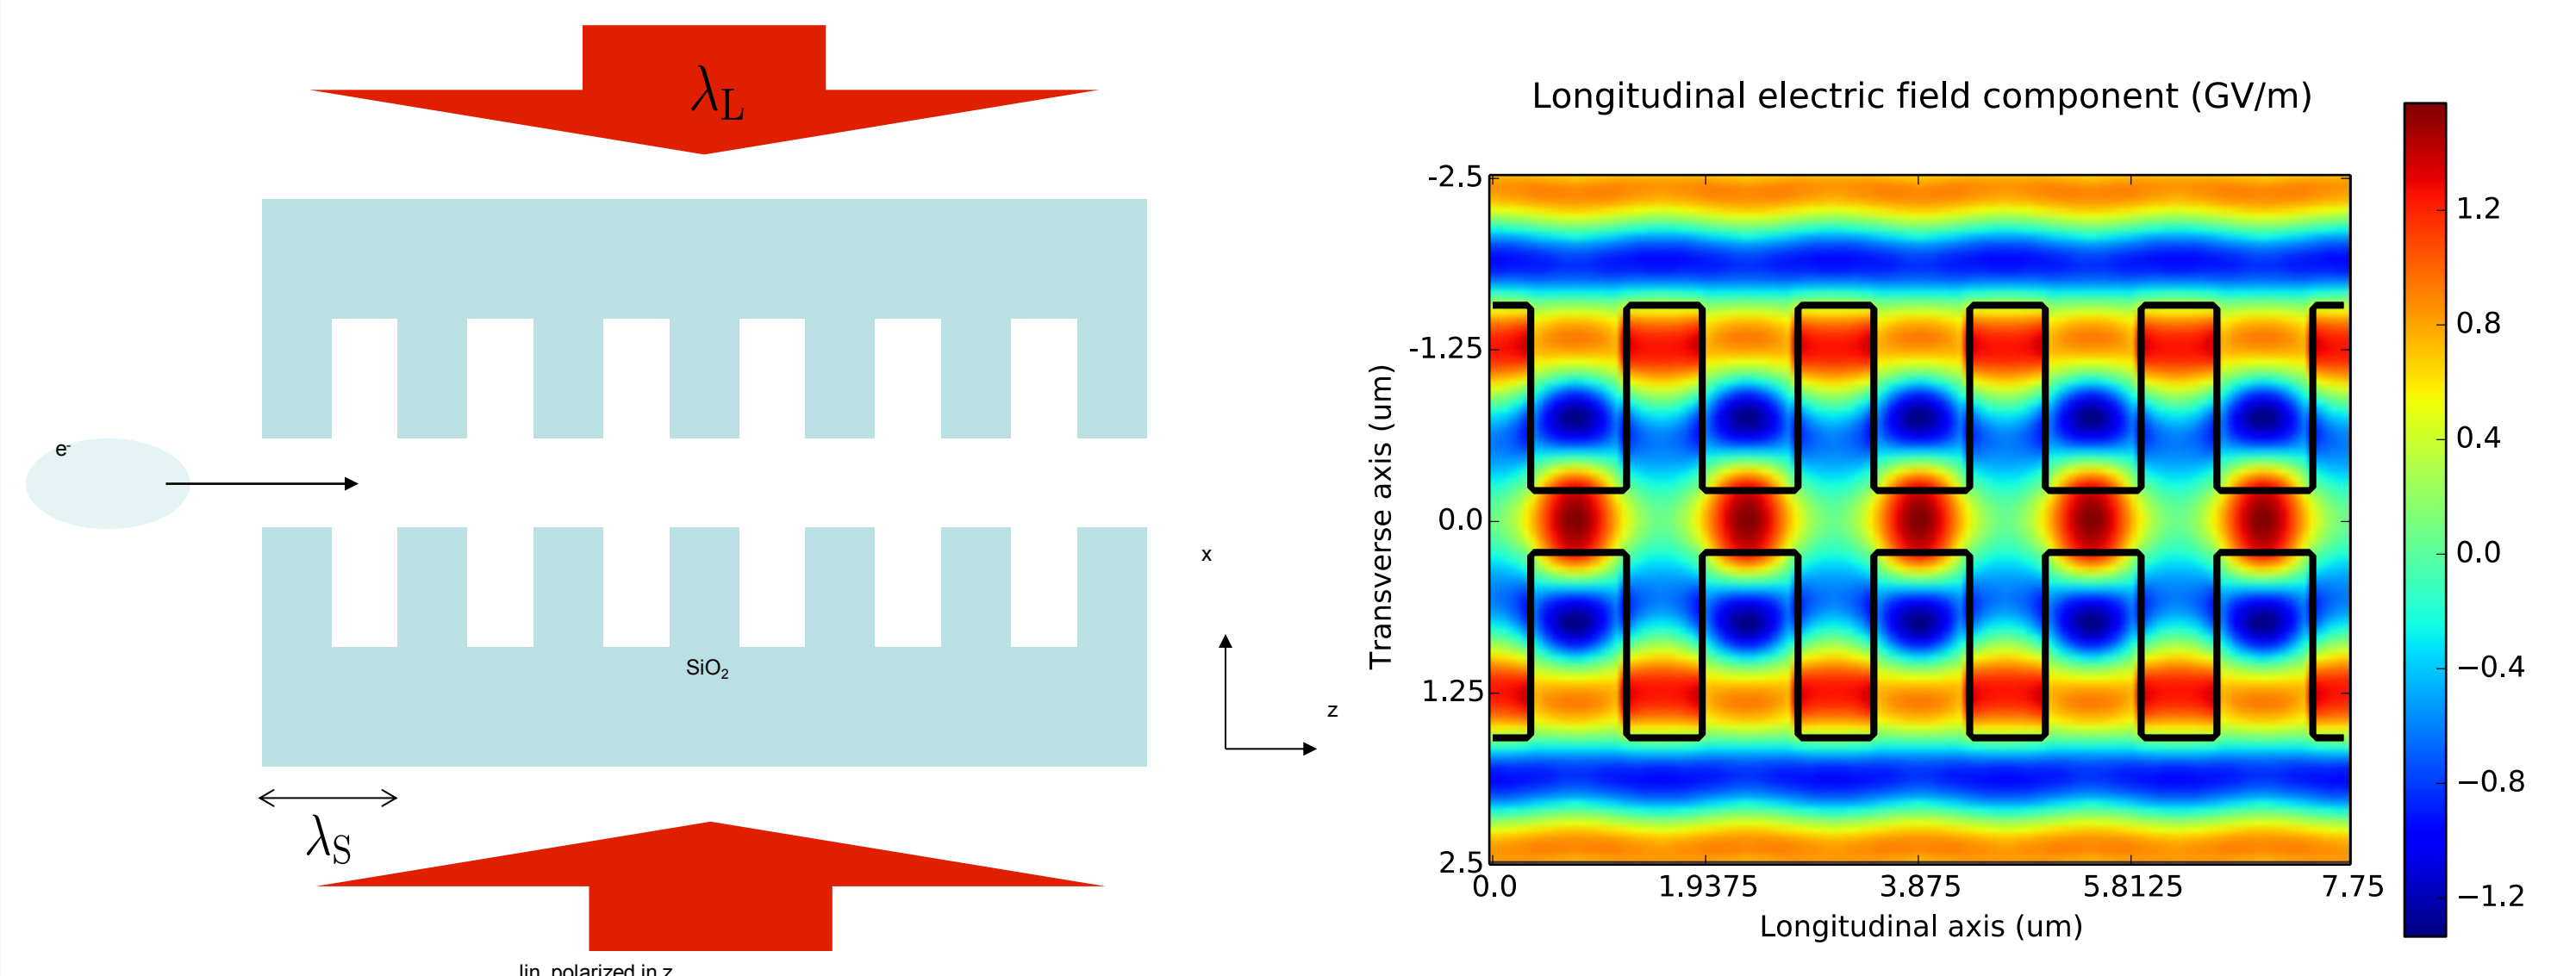 λL
e-
SiO2
λS
lin. polarized in z
x
z
Longitudinal electric field component (GV/m)
Transverse axis (um)
-2.5
-1.25
0.0
1.25
2.5
0.0 1.9375 3.875 5.8125 7.75
Longitudinal axis (um)
1.2
0.8
0.4
0.0
−0.4
−0.8
−1.2